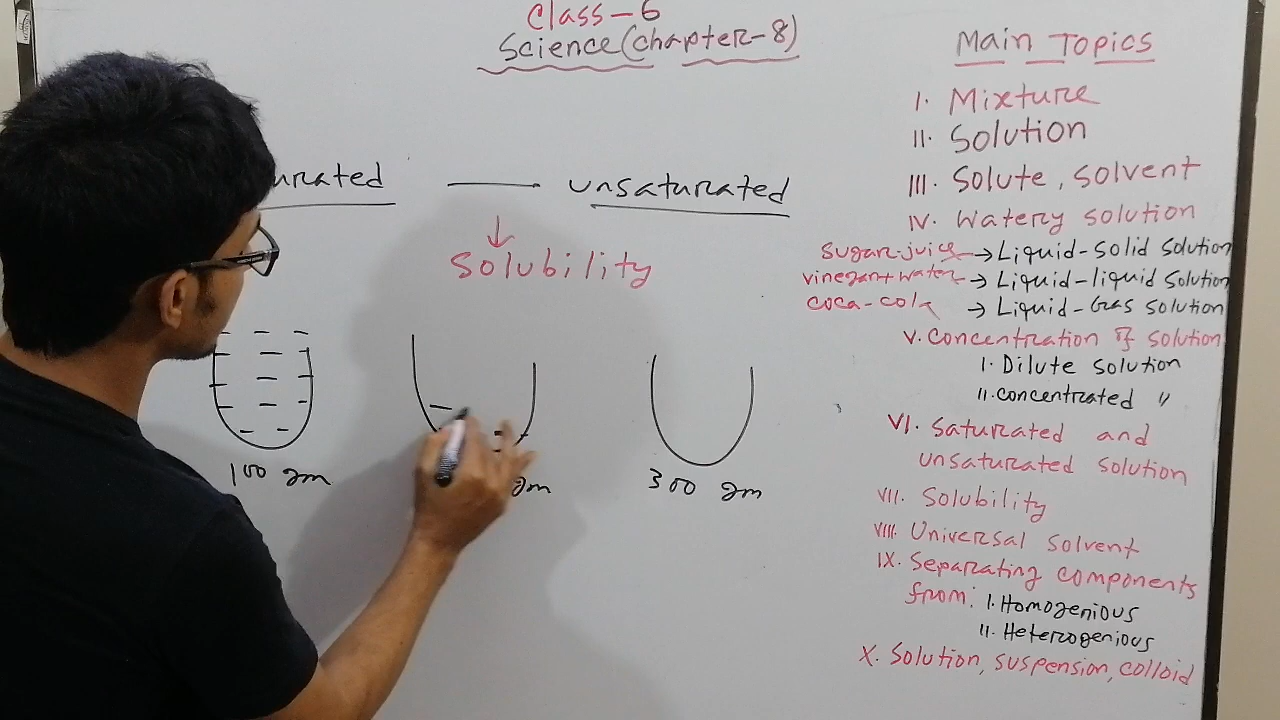 Class-6
Science (chapter-8)
urated — unsaturated
↓
Solubility
100 gm
gm
300 gm
Main Topics
I. Mixture
II. Solution
III. Solute, solvent
IV. Watery solution
Sugar-juice → Liquid-solid solution
vinegar+water → Liquid-liquid solution
coca-cola → Liquid-Gas solution
V. Concentration of solution
I. Dilute solution
II. concentrated "
VI. Saturated and
unsaturated solution
VII. Solubility
VIII. Universal solvent
IX. Separating components
from: I. Homogenious
II. Heterogenious
X. Solution, suspension, colloid